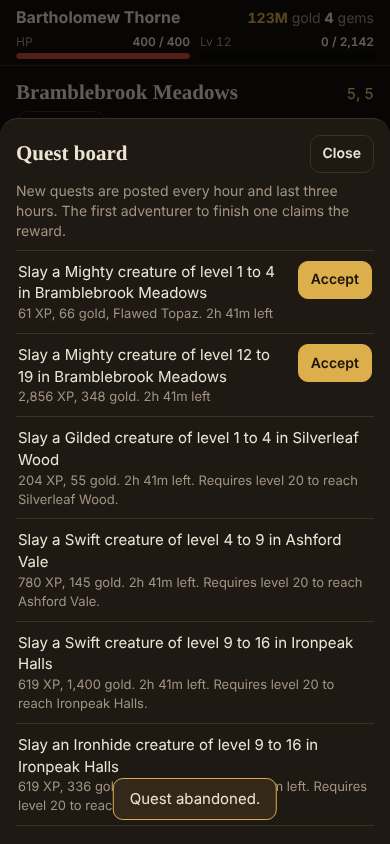 Bartholomew Thorne 123M gold 4 gems
HP 400 / 400 Lv 12 0 / 2,142
Bramblebrook Meadows 5, 5
Quest board Close
New quests are posted every hour and last three
hours. The first adventurer to finish one claims the
reward.
Slay a Mighty creature of level 1 to 4
in Bramblebrook Meadows
Accept
61 XP, 66 gold, Flawed Topaz. 2h 41m left
Slay a Mighty creature of level 12 to
19 in Bramblebrook Meadows
Accept
2,856 XP, 348 gold. 2h 41m left
Slay a Gilded creature of level 1 to 4 in Silverleaf
Wood
204 XP, 55 gold. 2h 41m left. Requires level 20 to reach
Silverleaf Wood.
Slay a Swift creature of level 4 to 9 in Ashford
Vale
780 XP, 145 gold. 2h 41m left. Requires level 20 to reach
Ashford Vale.
Slay a Swift creature of level 9 to 16 in Ironpeak
Halls
619 XP, 1,400 gold. 2h 41m left. Requires level 20 to
reach Ironpeak Halls.
Slay an Ironhide creature of level 9 to 16 in
Ironpeak Halls
619 XP, 336 left. Requires
level 20 to
Quest abandoned.